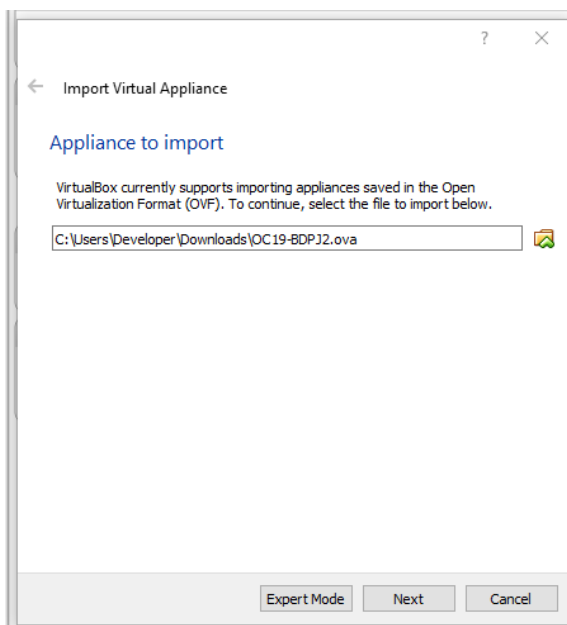 ?
Import Virtual Appliance
Appliance to import
VirtualBox currently supports importing appliances saved in the Open
Virtualization Format (OVF). To continue, select the file to import below.
C:\Users\Developer\Downloads\OC19-BDPJ2.ova
Expert Mode Next Cancel